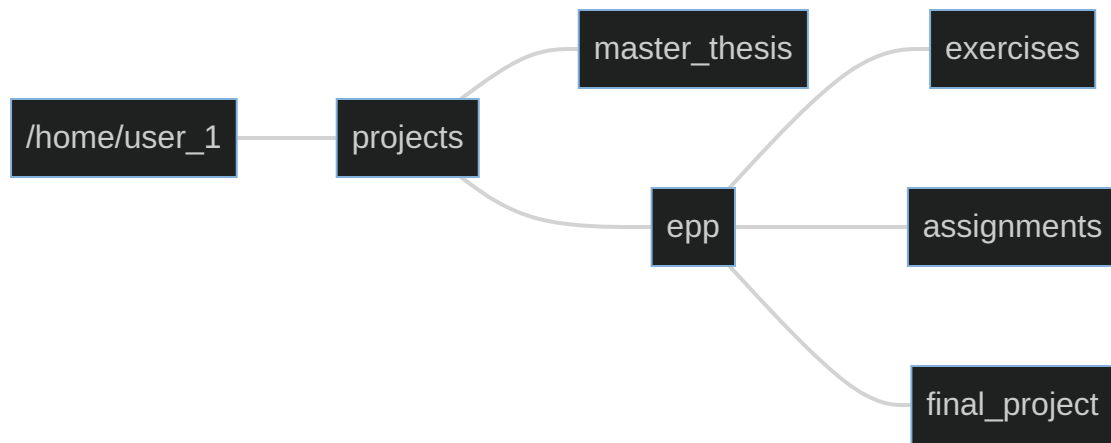 /home/user_1
projects
master_thesis
epp
exercises
assignments
final_project